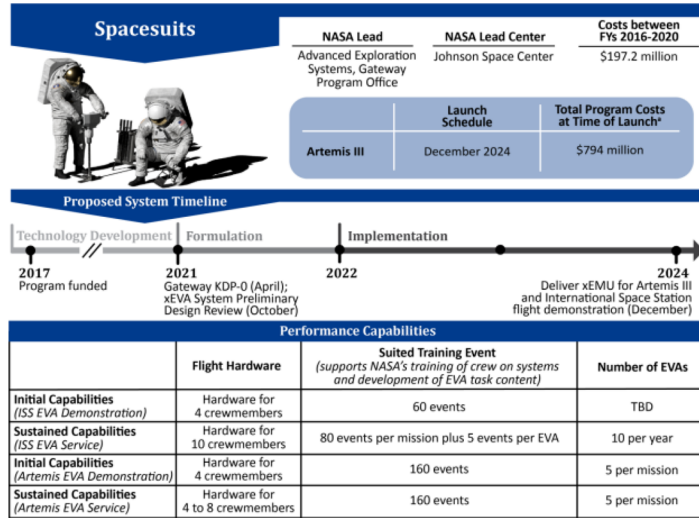 Spacesuits
NASA Lead
Advanced Exploration
Systems, Gateway
Program Office
NASA Lead Center
Johnson Space Center
Costs between
FYs 2016-2020
$197.2 million
Launch
Schedule
Total Program Costs
at Time of Launchᵃ
Artemis III
December 2024
$794 million
Proposed System Timeline
Technology Development
Formulation
Implementation
2017
Program funded
2021
Gateway KDP-0 (April);
xEVA System Preliminary
Design Review (October)
2022
2024
Deliver xEMU for Artemis III
and International Space Station
flight demonstration (December)
Performance Capabilities
Flight Hardware
Suited Training Event
(supports NASA's training of crew on systems
and development of EVA task content)
Number of EVAs
Initial Capabilities
(ISS EVA Demonstration)
Hardware for
4 crewmembers
60 events
TBD
Sustained Capabilities
(ISS EVA Service)
Hardware for
10 crewmembers
80 events per mission plus 5 events per EVA
10 per year
Initial Capabilities
(Artemis EVA Demonstration)
Hardware for
4 crewmembers
160 events
5 per mission
Sustained Capabilities
(Artemis EVA Service)
Hardware for
4 to 8 crewmembers
160 events
5 per mission